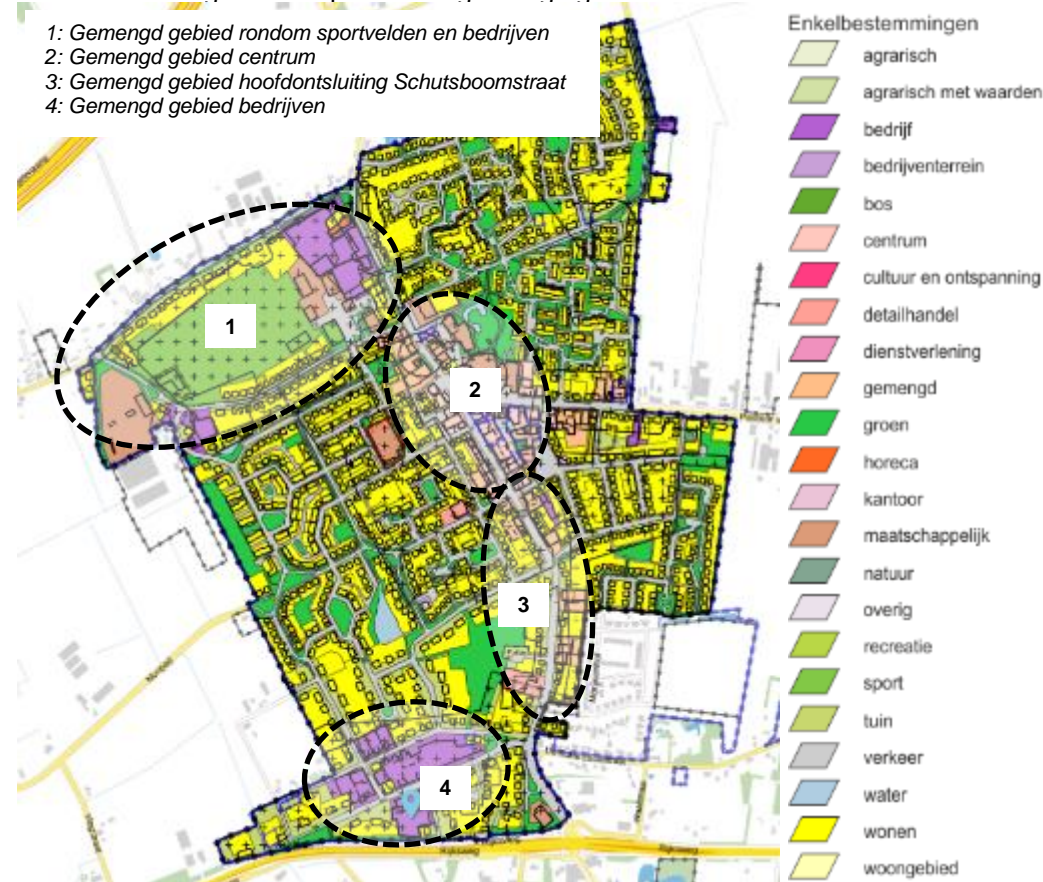 1: Gemengd gebied rondom sportvelden en bedrijven
2: Gemengd gebied centrum
3: Gemengd gebied hoofdontsluiting Schutsboomstraat
4: Gemengd gebied bedrijven
1
2
3
4
Enkelbestemmingen
agrarisch
agrarisch met waarden
bedrijf
bedrijventerrein
bos
centrum
cultuur en ontspanning
detailhandel
dienstverlening
gemengd
groen
horeca
kantoor
maatschappelijk
natuur
overig
recreatie
sport
tuin
verkeer
water
wonen
woongebied